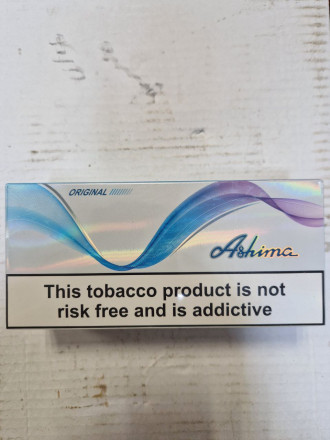 ORIGINAL
Ashima
This tobacco product is not
risk free and is addictive